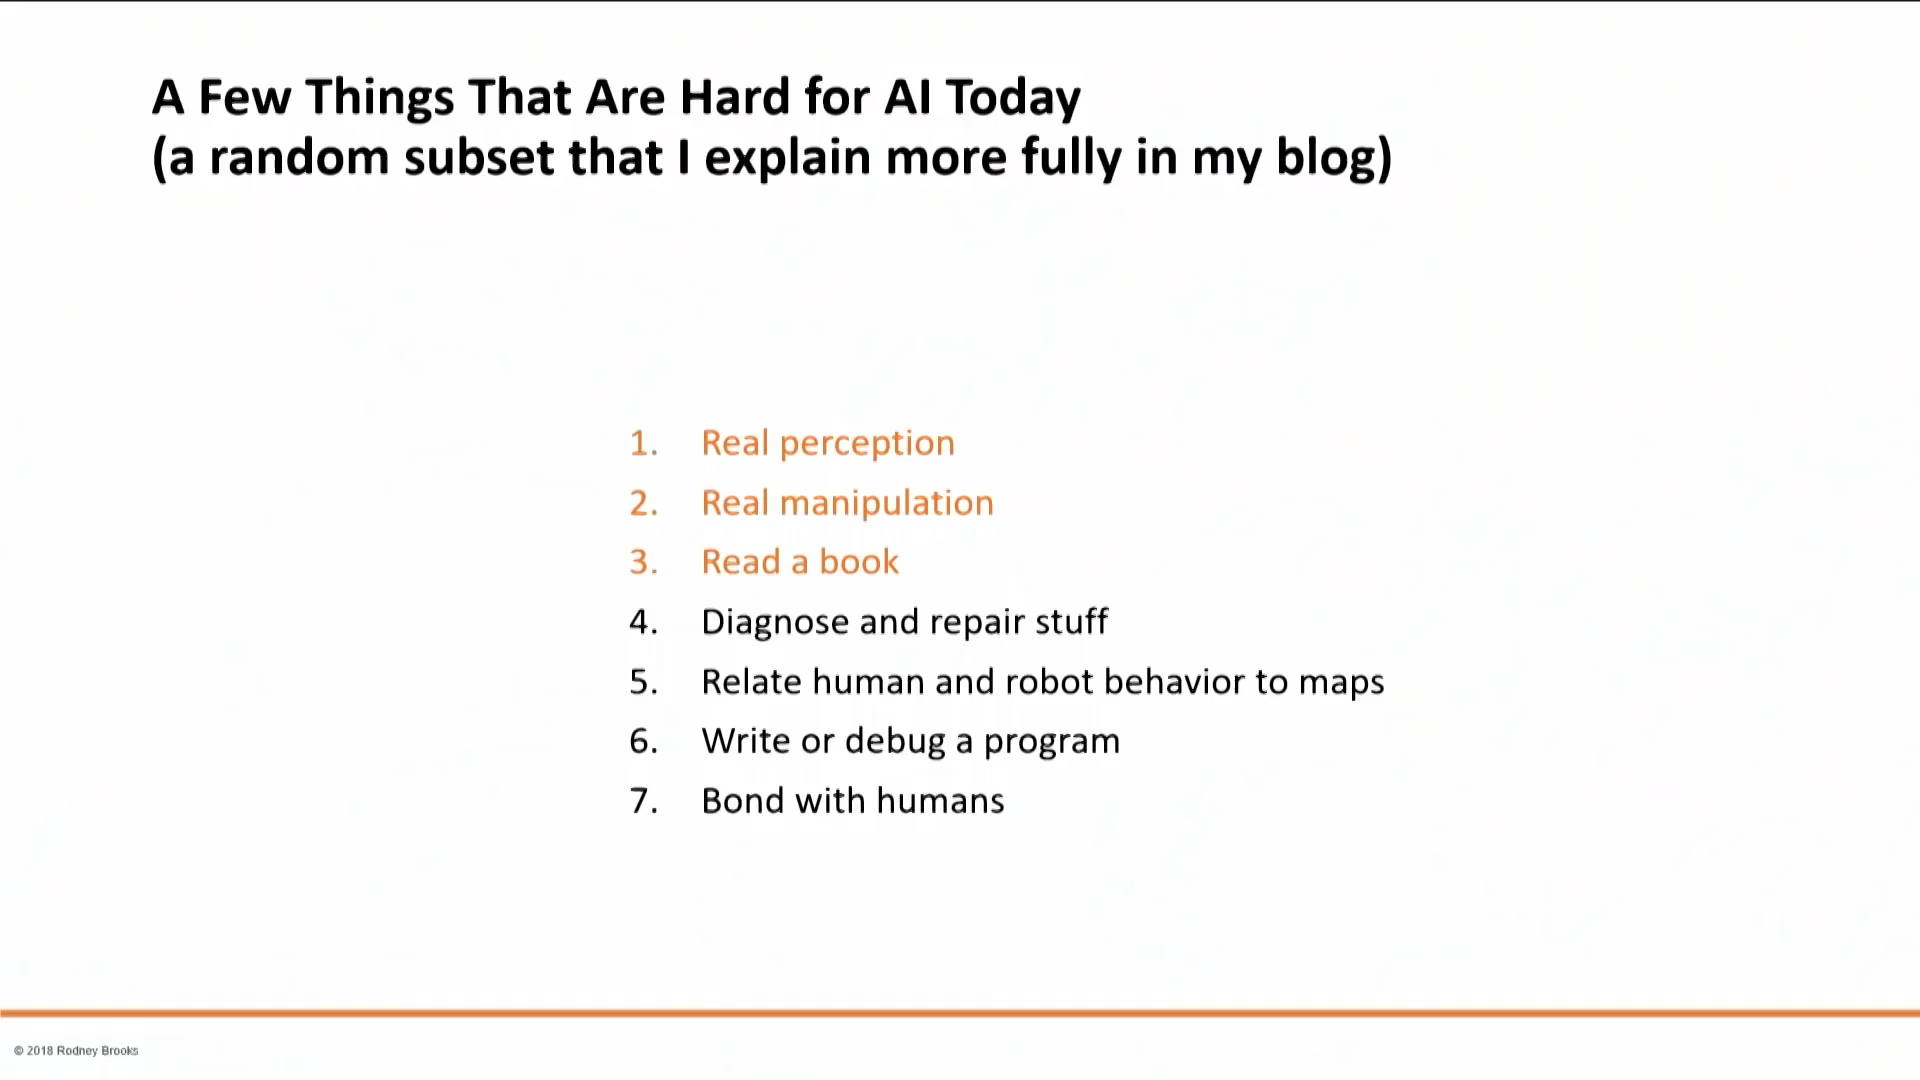 A Few Things That Are Hard for AI Today
(a random subset that I explain more fully in my blog)
1. Real perception
2. Real manipulation
3. Read a book
4. Diagnose and repair stuff
5. Relate human and robot behavior to maps
6. Write or debug a program
7. Bond with humans
© 2018 Rodney Brooks